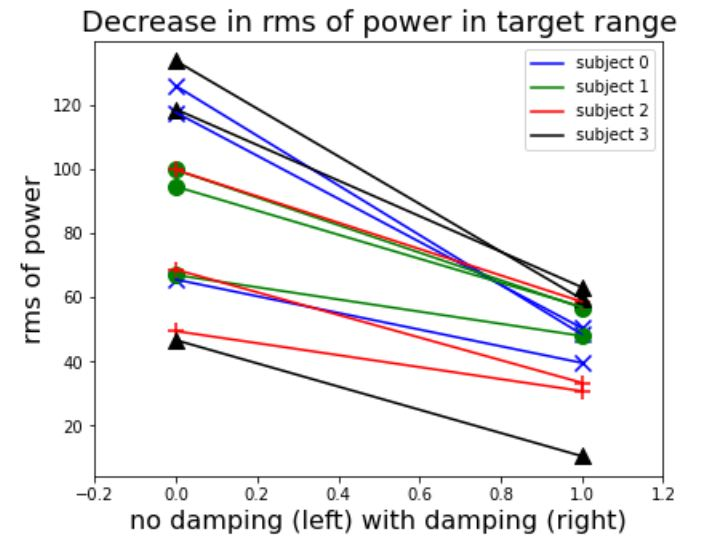 Decrease in rms of power in target range
subject 0
subject 1
subject 2
subject 3
rms of power
120
100
80
60
40
20
−0.2 0.0 0.2 0.4 0.6 0.8 1.0 1.2
no damping (left) with damping (right)